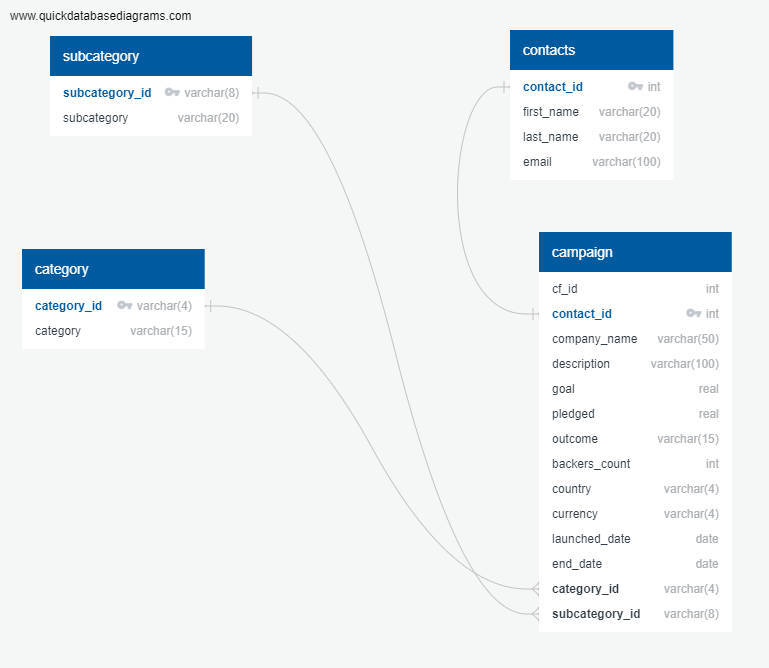 www.quickdatabasediagrams.com
subcategory
subcategory_id varchar(8)
subcategory varchar(20)
contacts
contact_id int
first_name varchar(20)
last_name varchar(20)
email varchar(100)
category
category_id varchar(4)
category varchar(15)
campaign
cf_id int
contact_id int
company_name varchar(50)
description varchar(100)
goal real
pledged real
outcome varchar(15)
backers_count int
country varchar(4)
currency varchar(4)
launched_date date
end_date date
category_id varchar(4)
subcategory_id varchar(8)